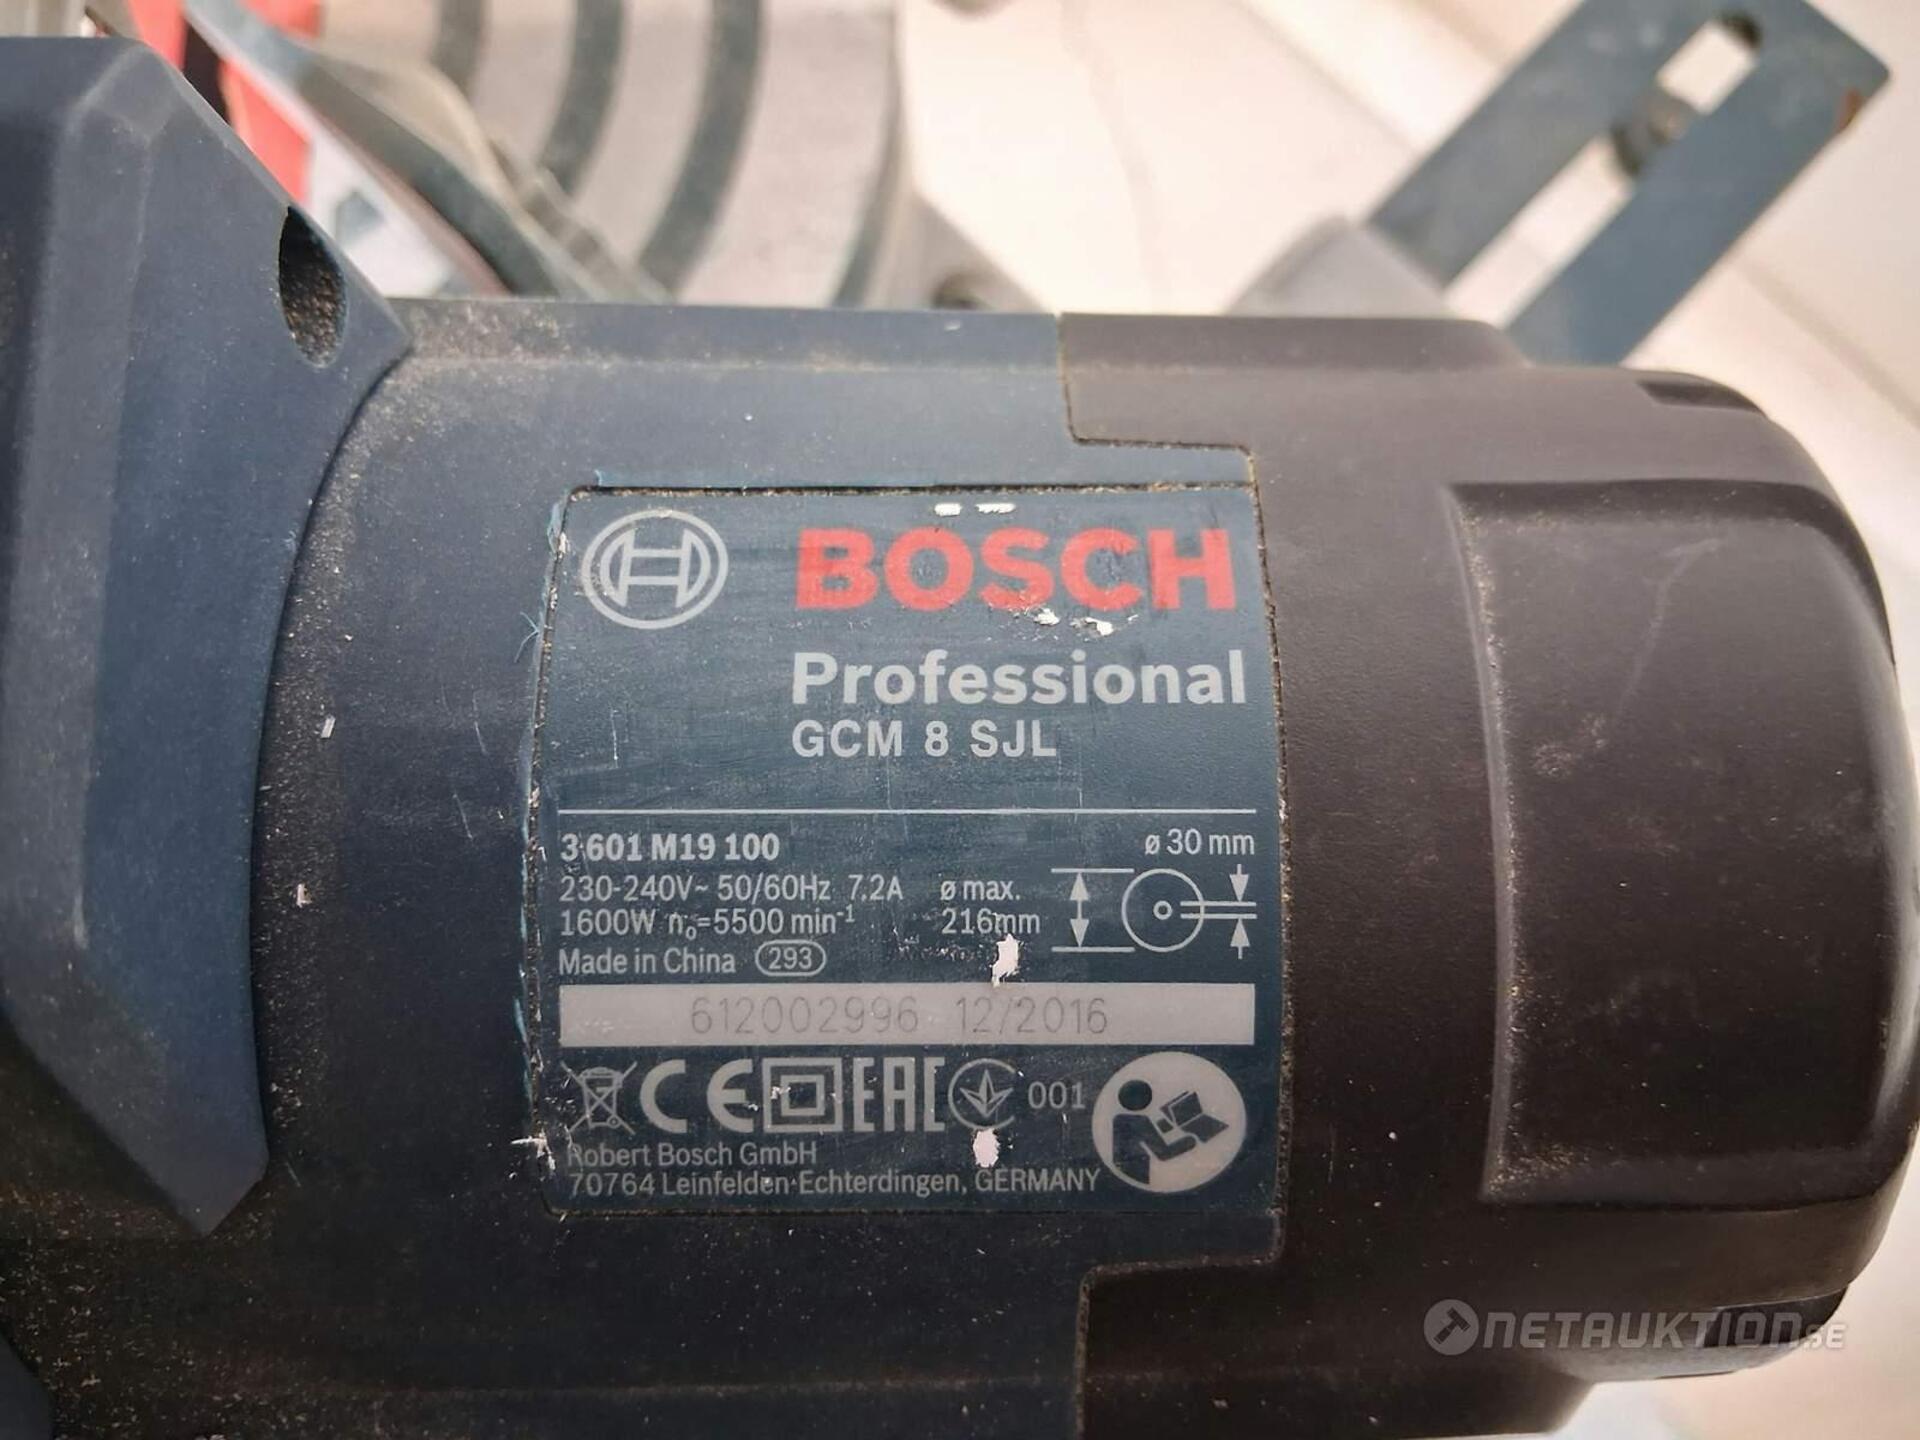 BOSCH
Professional
GCM 8 SJL
3 601 M19 100
ø 30 mm
230-240V~ 50/60Hz 7.2A
ø max.
1600W n₀=5500 min⁻¹
216mm
Made in China 293
612002996 12/2016
CE EAC 001
Robert Bosch GmbH
70764 Leinfelden-Echterdingen, GERMANY
NETAUKTION.SE